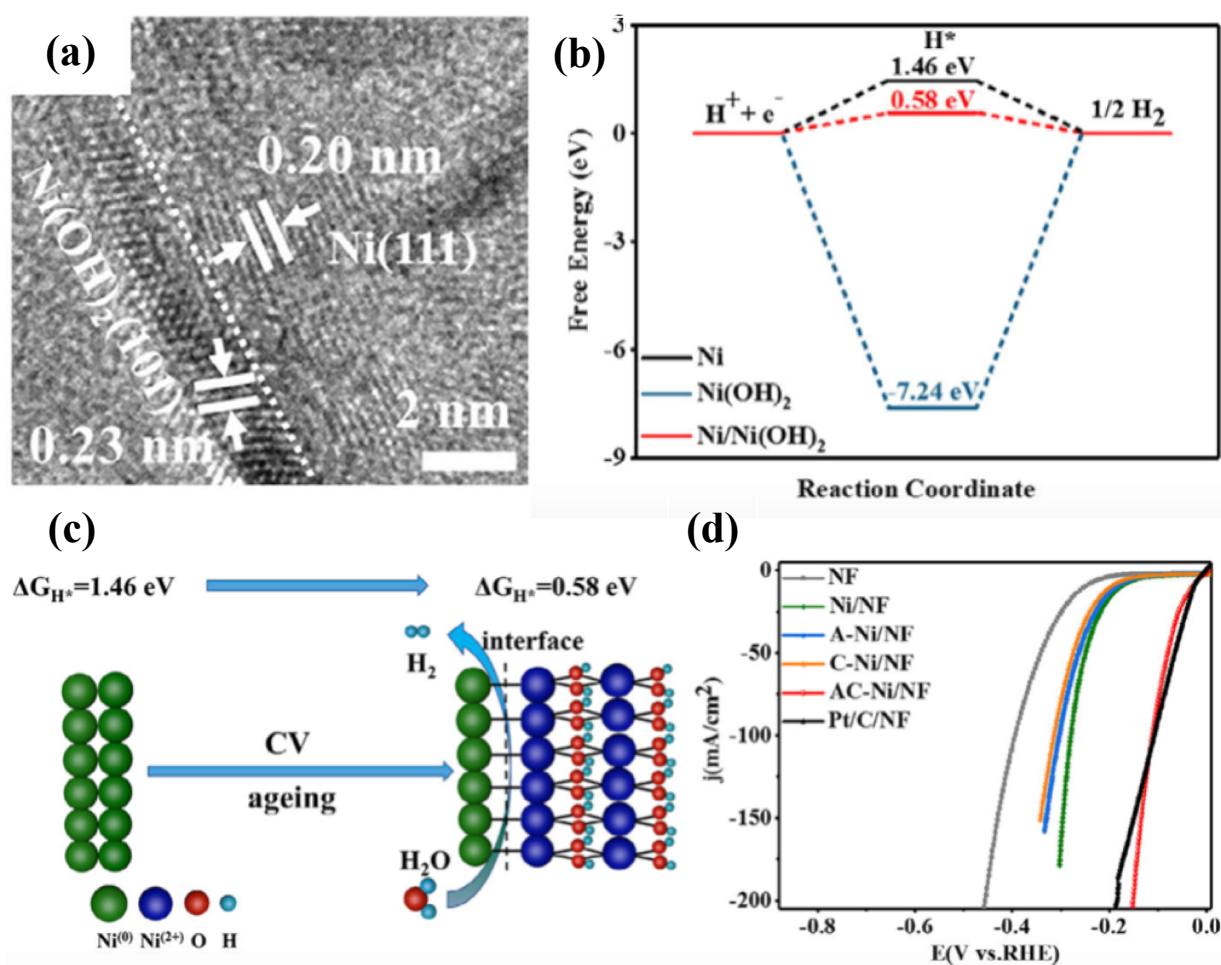 (a)
0.20 nm
Ni(111)
Ni(OH)₂(101)
0.23 nm
2 nm
(b)
3
0
-3
-6
-9
Free Energy (eV)
H*
1.46 eV
0.58 eV
H⁺ + e⁻
1/2 H₂
-7.24 eV
Ni
Ni(OH)₂
Ni/Ni(OH)₂
Reaction Coordinate
(c)
ΔG_H*=1.46 eV
ΔG_H*=0.58 eV
H₂
interface
CV
ageing
H₂O
Ni⁽⁰⁾ Ni⁽²⁺⁾ O H
(d)
0
-50
-100
-150
-200
j(mA/cm²)
NF
Ni/NF
A-Ni/NF
C-Ni/NF
AC-Ni/NF
Pt/C/NF
-0.8 -0.6 -0.4 -0.2 0.0
E(V vs.RHE)